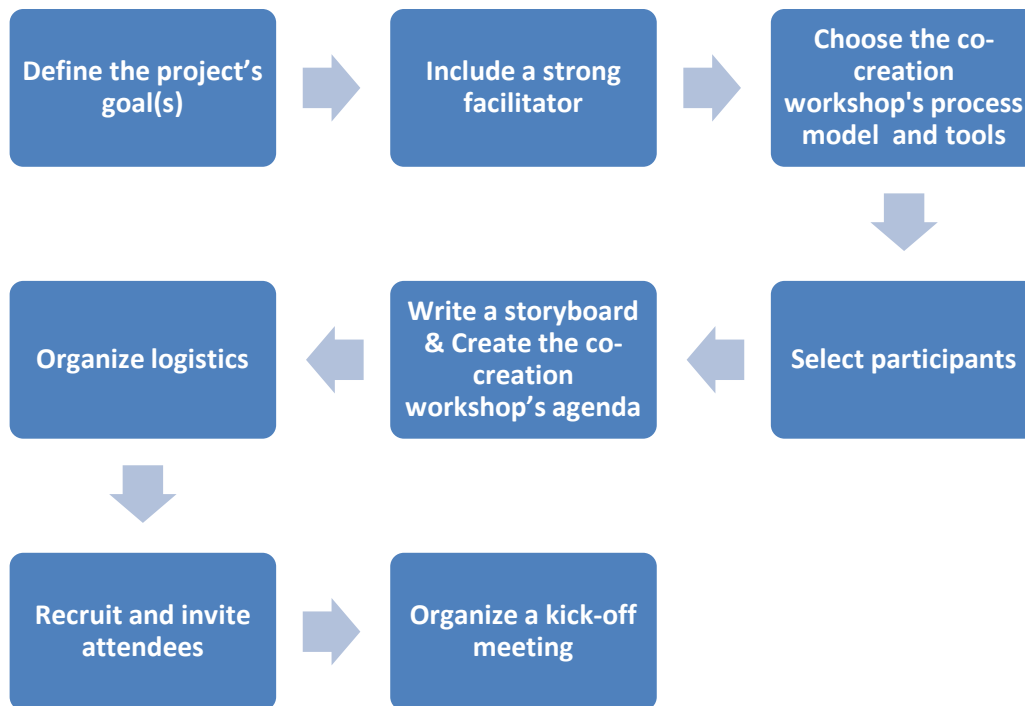 Define the project’s
goal(s)
Include a strong
facilitator
Choose the co-
creation
workshop's process
model and tools
Select participants
Write a storyboard
& Create the co-
creation
workshop’s agenda
Organize logistics
Recruit and invite
attendees
Organize a kick-off
meeting